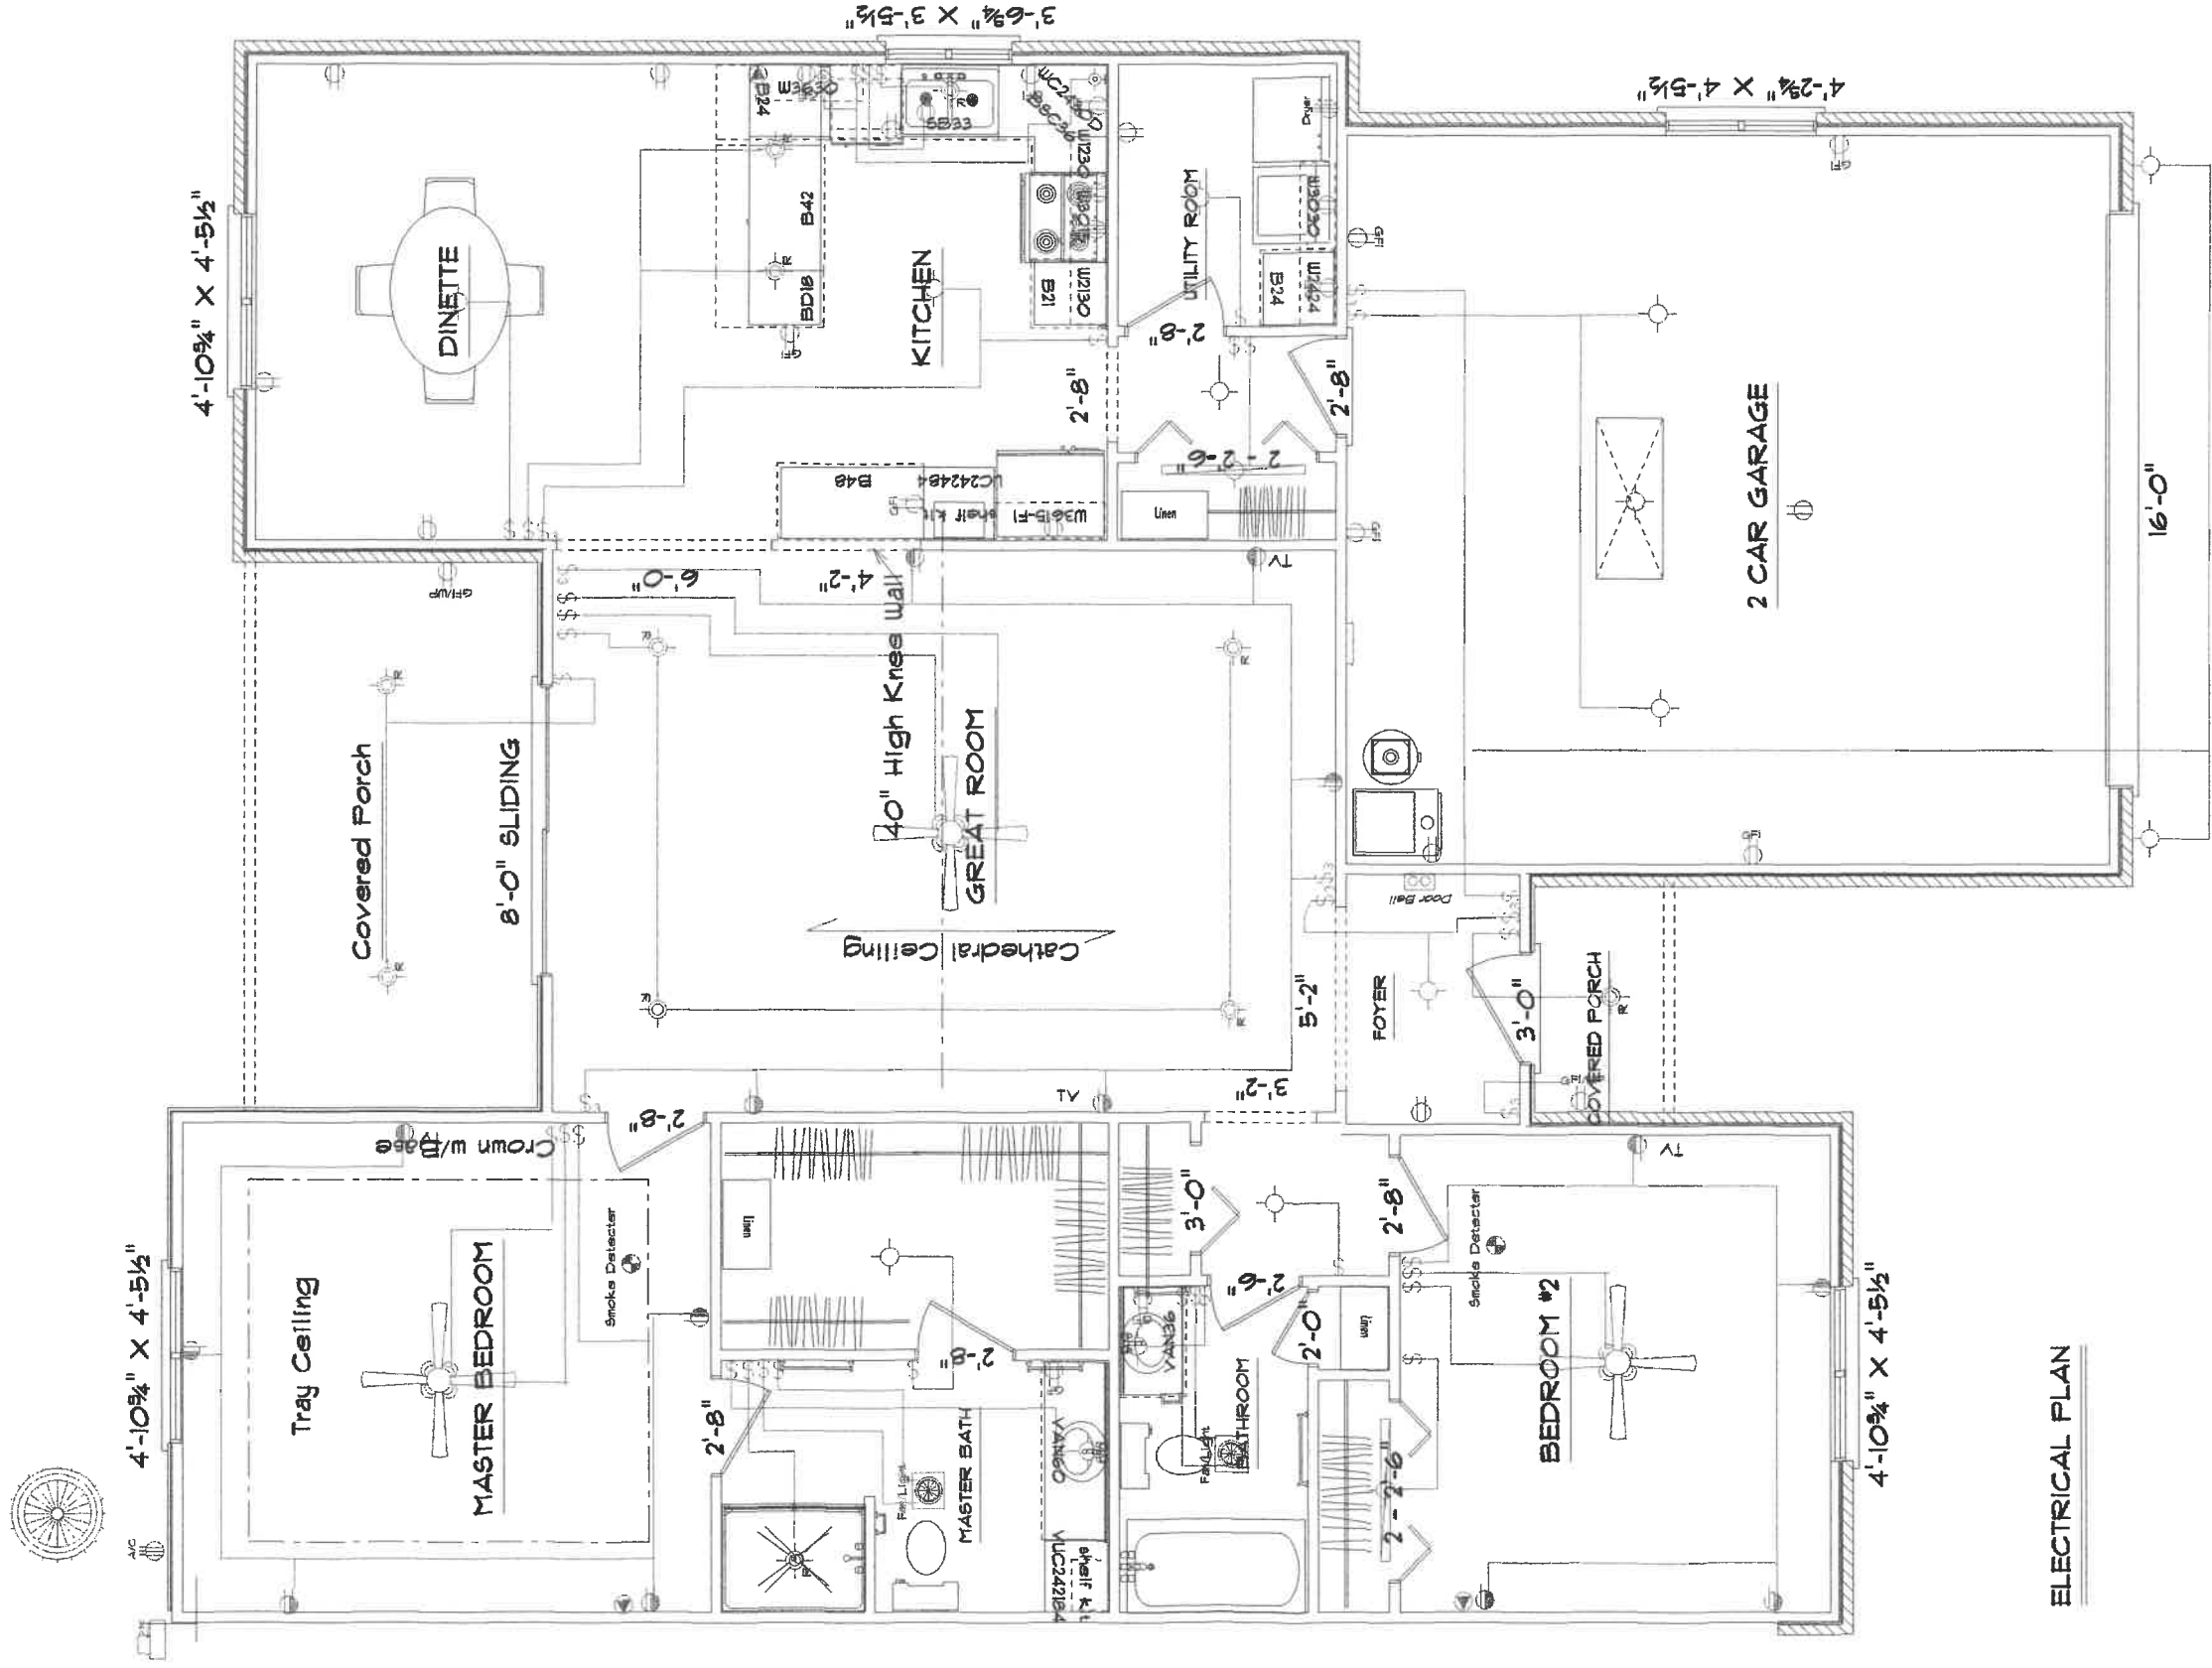 ELECTRICAL PLAN
4'-10¾" X 4'-5½"
Tray Ceiling
MASTER BEDROOM
Crown w/Base
Smoke Detector
A/C
2'-8"
2'-8"
Linen
2'-8"
Fan/Light
MASTER BATH
VAN60
VUC242184
shelf kit
R
Covered Porch
R
R
8'-0" SLIDING
GFI/WP
4'-10¾" X 4'-5½"
DINETTE
KITCHEN
B24
W3630
SB33
WC2430
BSC36
W1230
W3015
W2130
B21
B42
BD18
R
R
R
GFI
3'-6¾" X 3'-5½"
B48
GFI
UC242484
shelf kit
W3615-FI
2'-8"
6'-0"
4'-2"
40" High Knee Wall
GREAT ROOM
Cathedral Ceiling
R
R
R
R
TV
TV
5'-2"
3'-2"
UTILITY ROOM
Dryer
W3030
W2424
B24
2'-8"
2'-8"
2 - 2'-6"
Linen
GFI
GFI
GFI
GFI
2 CAR GARAGE
4'-2¾" X 4'-5½"
16'-0"
Door Bell
FOYER
3'-0"
COVERED PORCH
R
3'-0"
2'-8"
2'-6"
2'-0"
Linen
VAN36
Fan/Light
BATHROOM
2 - 2'-6"
Smoke Detector
BEDROOM #2
TV
4'-10¾" X 4'-5½"